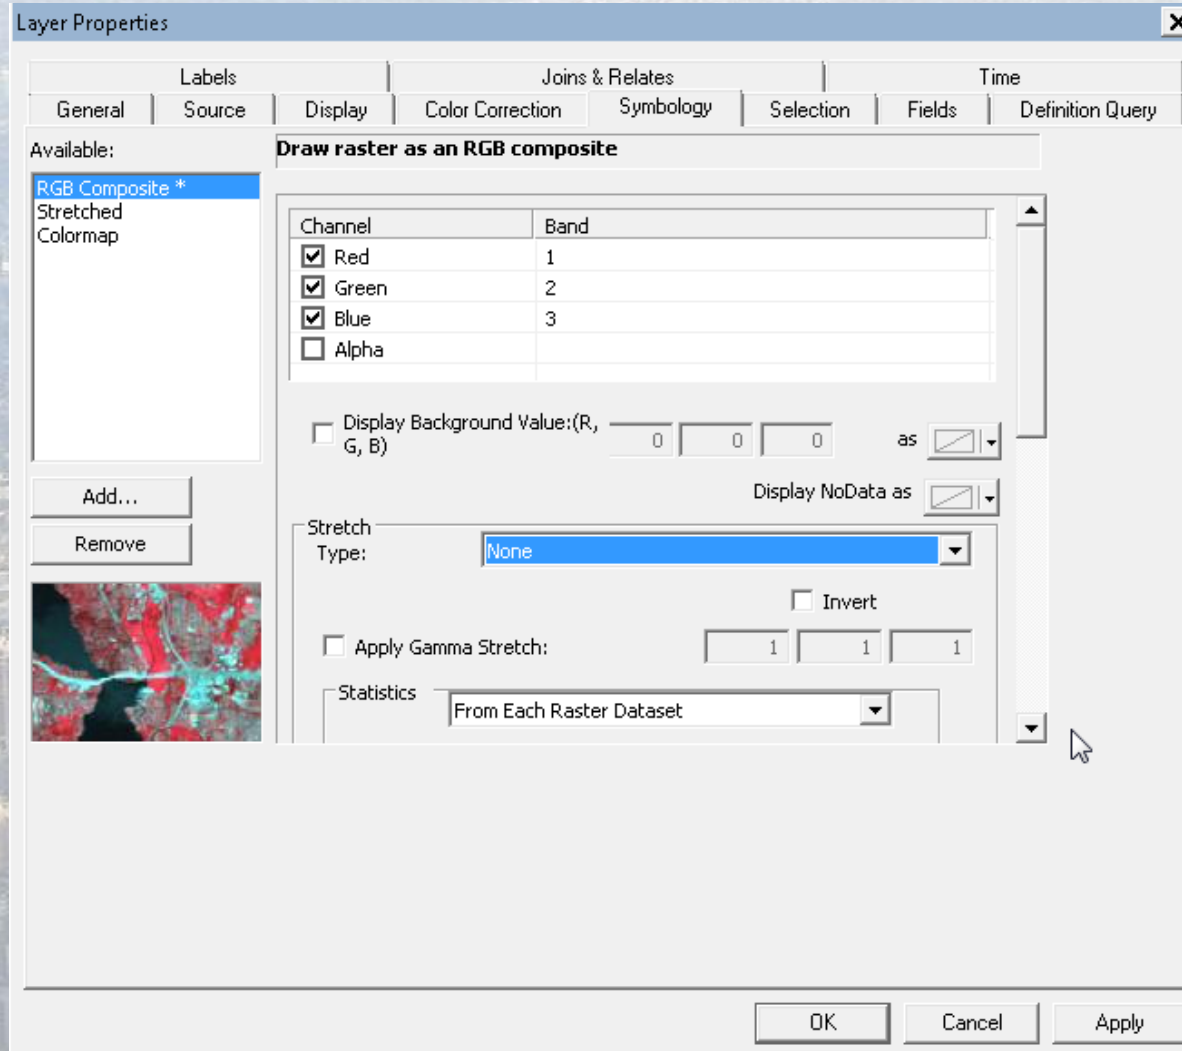 Layer Properties
Labels Joins & Relates Time
General Source Display Color Correction Symbology Selection Fields Definition Query
Available:
Draw raster as an RGB composite
RGB Composite *
Stretched
Colormap
Channel Band
Red 1
Green 2
Blue 3
Alpha
Display Background Value:(R,
G, B)
0 0 0 as
Display NoData as
Add...
Remove
Stretch
Type: None
Invert
Apply Gamma Stretch: 1 1 1
Statistics
From Each Raster Dataset
OK Cancel Apply